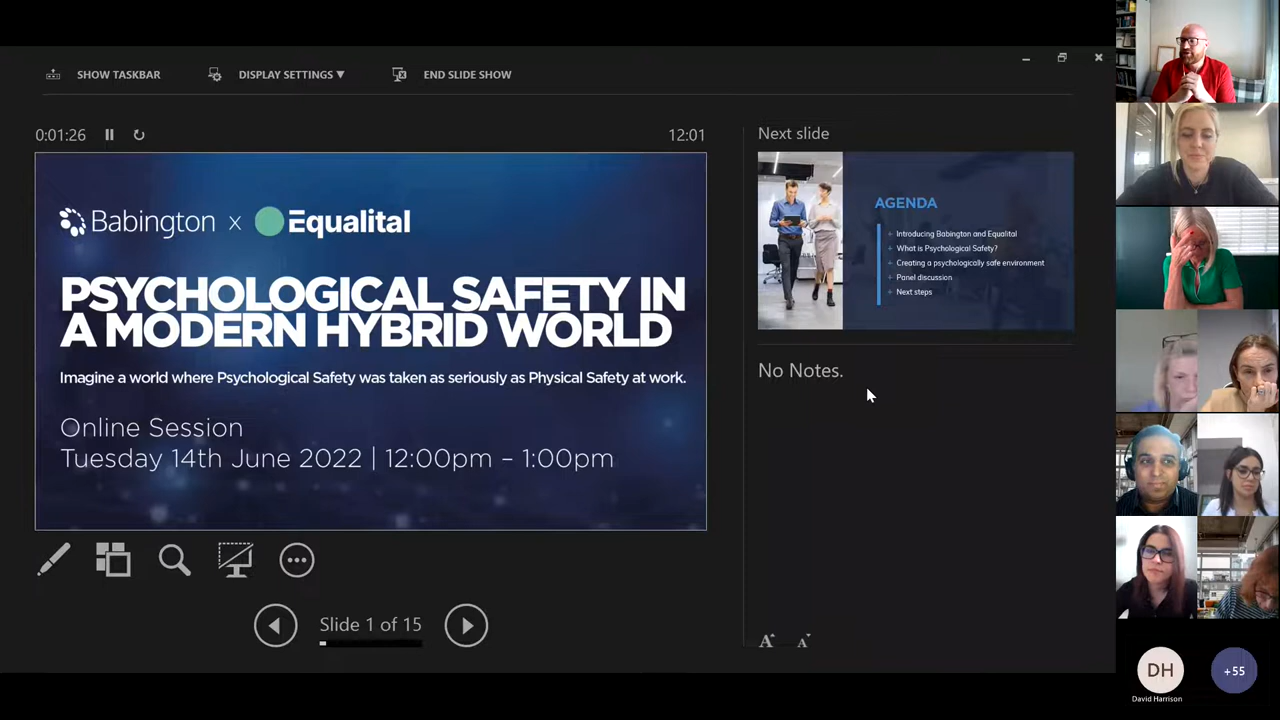 SHOW TASKBAR
DISPLAY SETTINGS ▼
END SLIDE SHOW
0:01:26
12:01
Babington x Equalital
PSYCHOLOGICAL SAFETY IN
A MODERN HYBRID WORLD
Imagine a world where Psychological Safety was taken as seriously as Physical Safety at work.
Online Session
Tuesday 14th June 2022 | 12:00pm – 1:00pm
Slide 1 of 15
Next slide
AGENDA
+ Introducing Babington and Equalital
+ What is Psychological Safety?
+ Creating a psychologically safe environment
+ Panel discussion
+ Next steps
No Notes.
A A
DH
David Harrison
+55